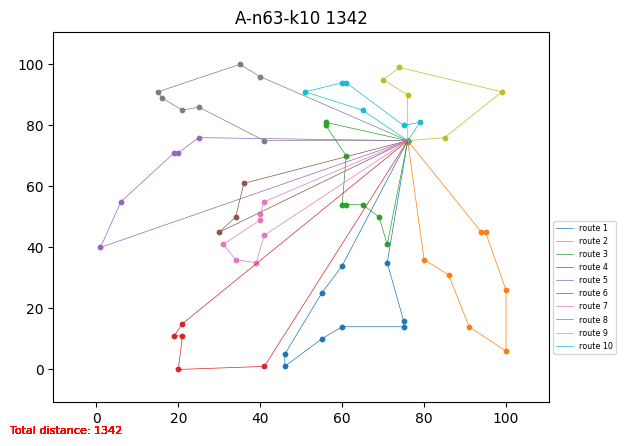 A-n63-k10 1342
100
80
60
40
20
0
0 20 40 60 80 100
route 1
route 2
route 3
route 4
route 5
route 6
route 7
route 8
route 9
route 10
Total distance: 1342